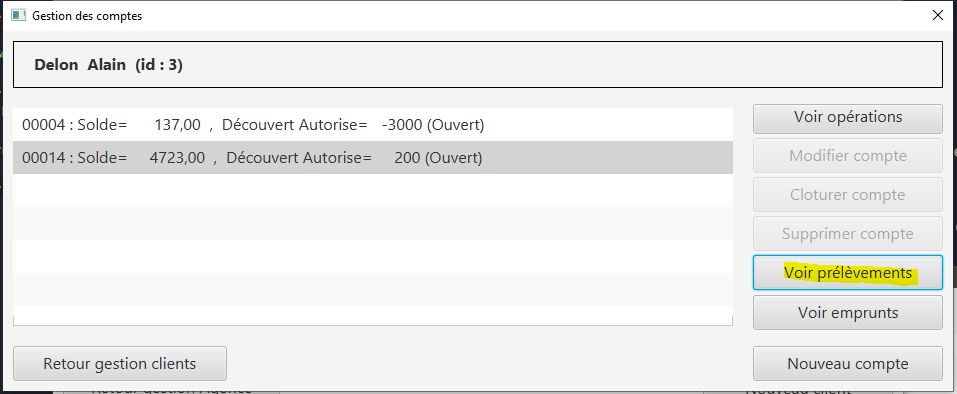 Gestion des comptes
Delon Alain (id : 3)
00004 : Solde= 137,00 , Découvert Autorise= -3000 (Ouvert)
00014 : Solde= 4723,00 , Découvert Autorise= 200 (Ouvert)
Voir opérations
Modifier compte
Cloturer compte
Supprimer compte
Voir prélèvements
Voir emprunts
Retour gestion clients
Nouveau compte